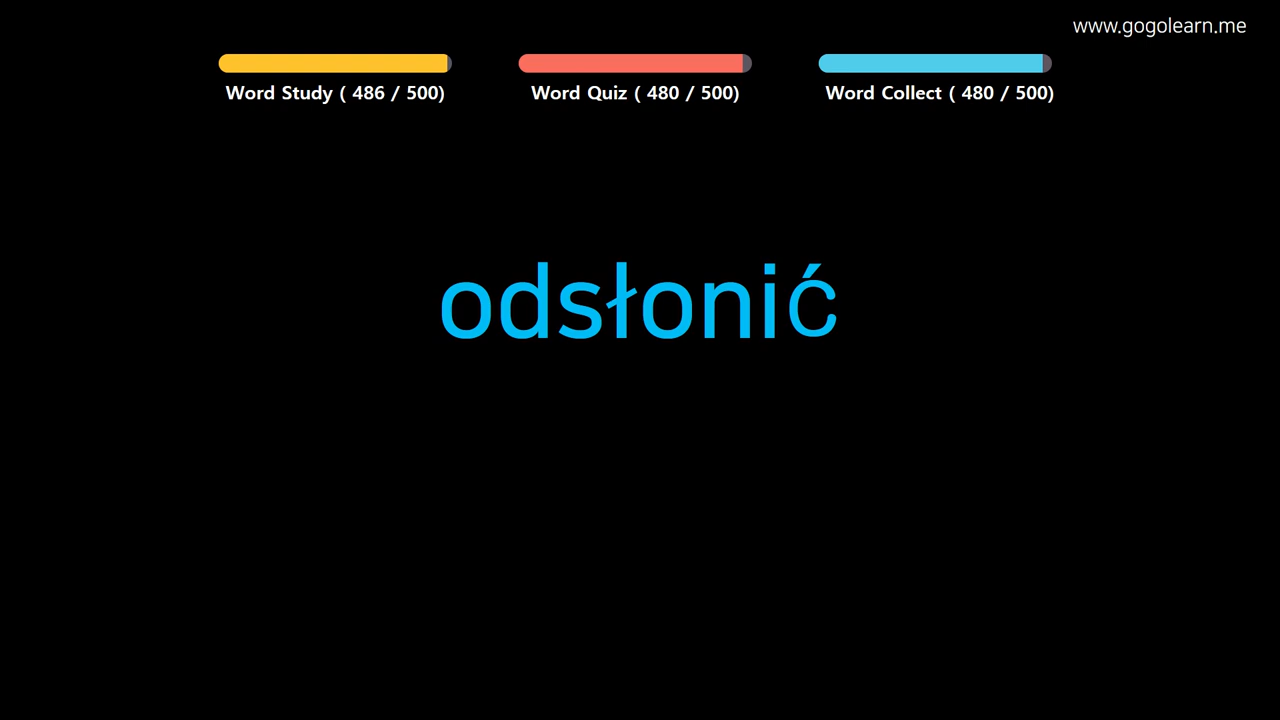 www.gogolearn.me
Word Study ( 486 / 500)
Word Quiz ( 480 / 500)
Word Collect ( 480 / 500)
odsłonić